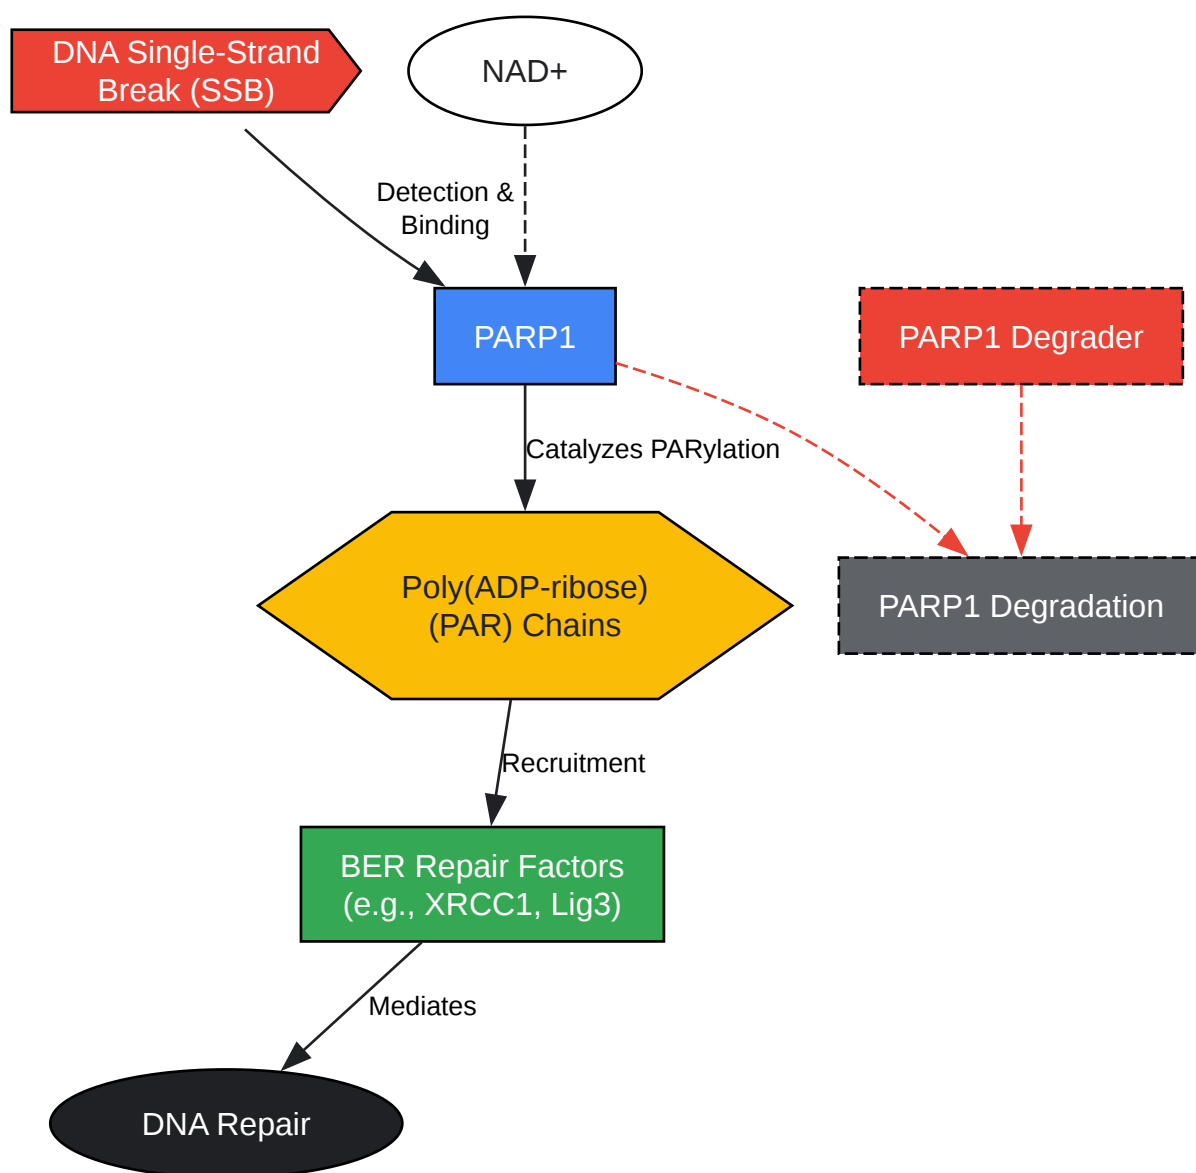 DNA Single-Strand
Break (SSB)
NAD+
Detection &
Binding
PARP1
PARP1 Degrader
Catalyzes PARylation
Poly(ADP-ribose)
(PAR) Chains
PARP1 Degradation
Recruitment
BER Repair Factors
(e.g., XRCC1, Lig3)
Mediates
DNA Repair